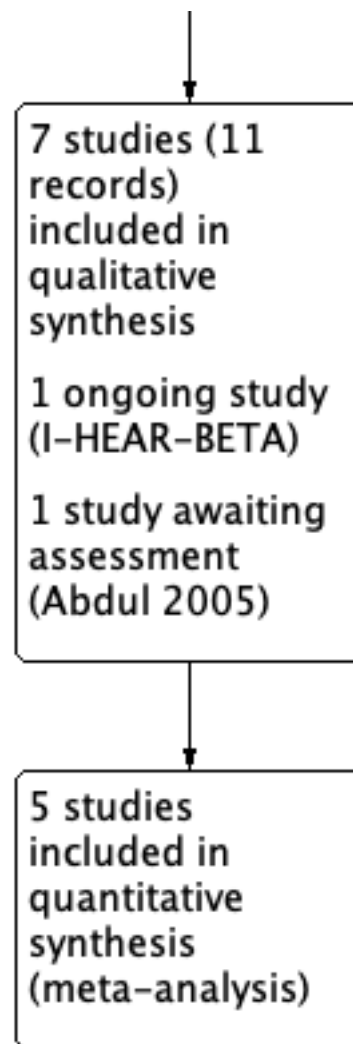 7 studies (11
records)
included in
qualitative
synthesis
1 ongoing study
(I-HEAR-BETA)
1 study awaiting
assessment
(Abdul 2005)
5 studies
included in
quantitative
synthesis
(meta-analysis)